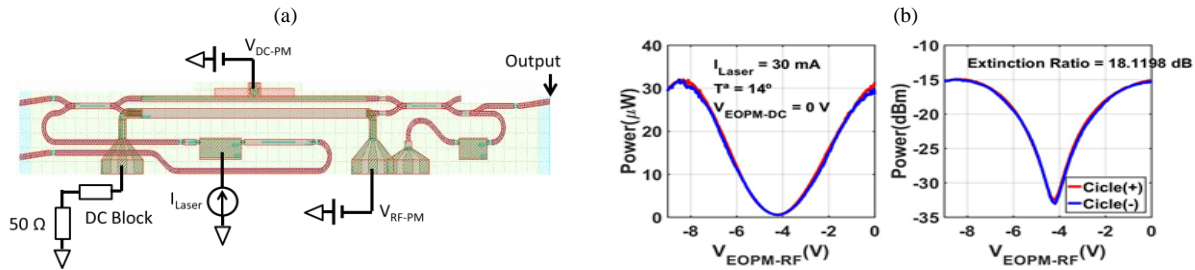 (a)
(b)
V_DC-PM
Output
50 Ω
DC Block
I_Laser
V_RF-PM
40
30
20
10
0
Power(µW)
I_Laser = 30 mA
Tª = 14º
V_EOPM-DC = 0 V
-8 -6 -4 -2 0
V_EOPM-RF(V)
-10
-15
-20
-25
-30
-35
Power(dBm)
Extinction Ratio = 18.1198 dB
Cicle(+)
Cicle(-)
-8 -6 -4 -2 0
V_EOPM-RF(V)